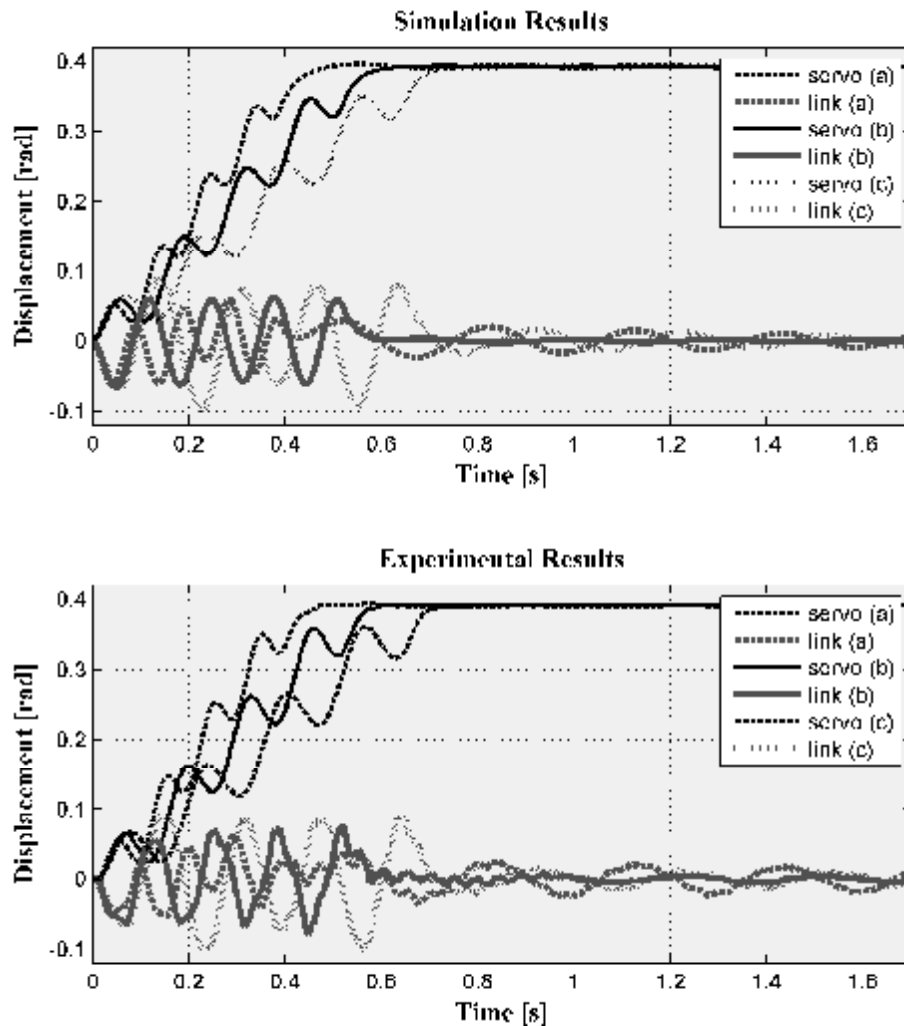 Simulation Results
0.4
0.3
0.2
0.1
0
-0.1
Displacement [rad]
servo (a)
link (a)
servo (b)
link (b)
servo (c)
link (c)
0 0.2 0.4 0.6 0.8 1 1.2 1.4 1.6
Time [s]
Experimental Results
0.4
0.3
0.2
0.1
0
-0.1
Displacement [rad]
servo (a)
link (a)
servo (b)
link (b)
servo (c)
link (c)
0 0.2 0.4 0.6 0.8 1 1.2 1.4 1.6
Time [s]